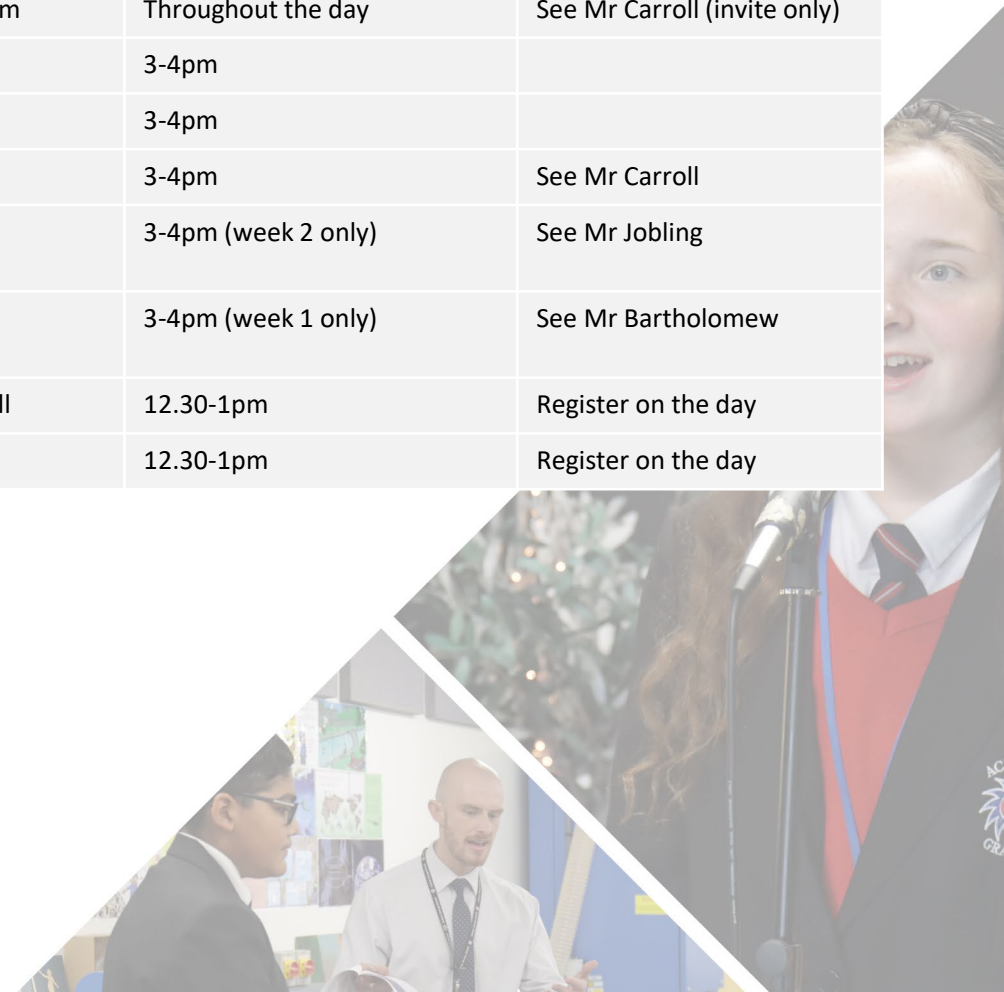 m Throughout the day See Mr Carroll (invite only)
3-4pm
3-4pm
3-4pm See Mr Carroll
3-4pm (week 2 only) See Mr Jobling
3-4pm (week 1 only) See Mr Bartholomew
ll 12.30-1pm Register on the day
12.30-1pm Register on the day